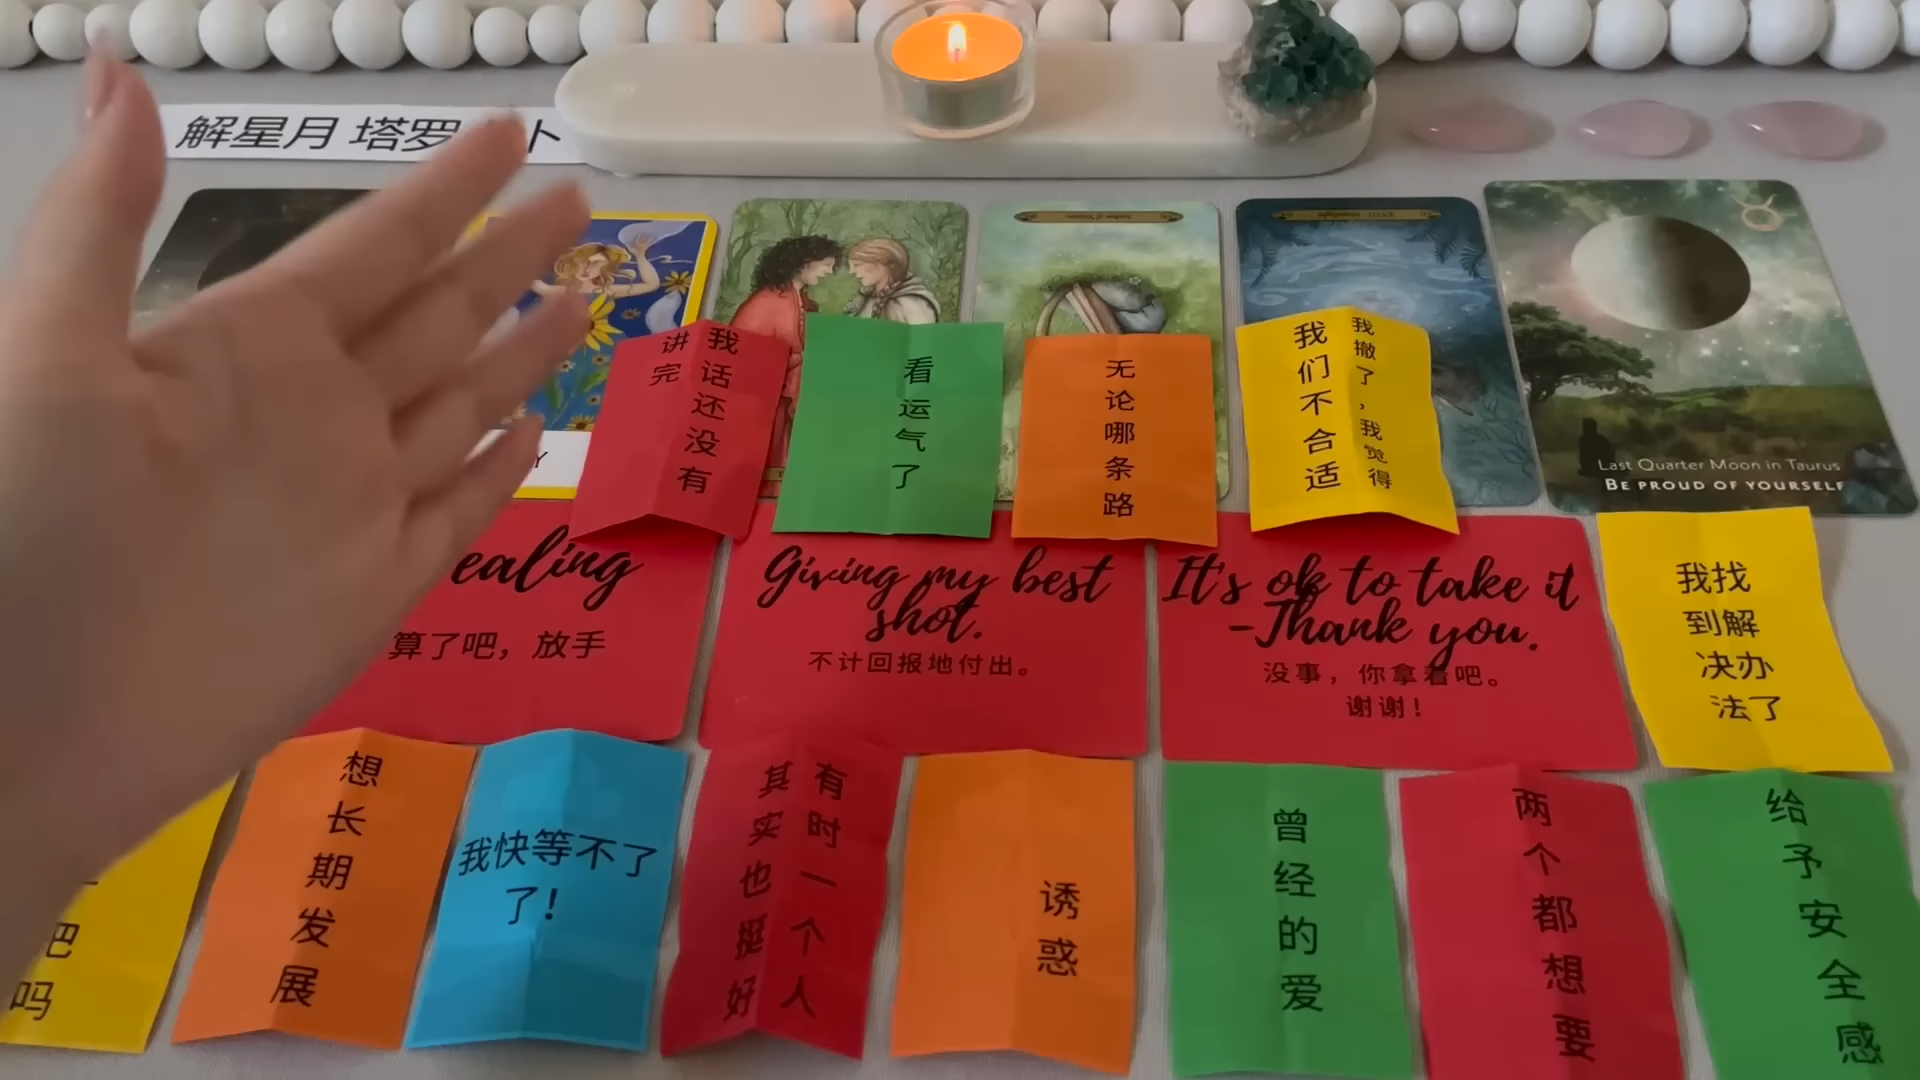 解星月 塔罗
卜
Last Quarter Moon in Taurus
BE PROUD OF YOURSELF
我话还没有
讲完
看运气了
无论哪条路
我撤了，我觉得
我们不合适
ealing
算了吧，放手
Giving my best
shot.
不计回报地付出。
It's ok to take it
-Thank you.
没事，你拿着吧。
谢谢！
我找
到解
决办
法了
吧吗
想长期发展
我快等不了
了！
有时一个人
其实也挺好
诱惑
曾经的爱
两个都想要
给予安全感